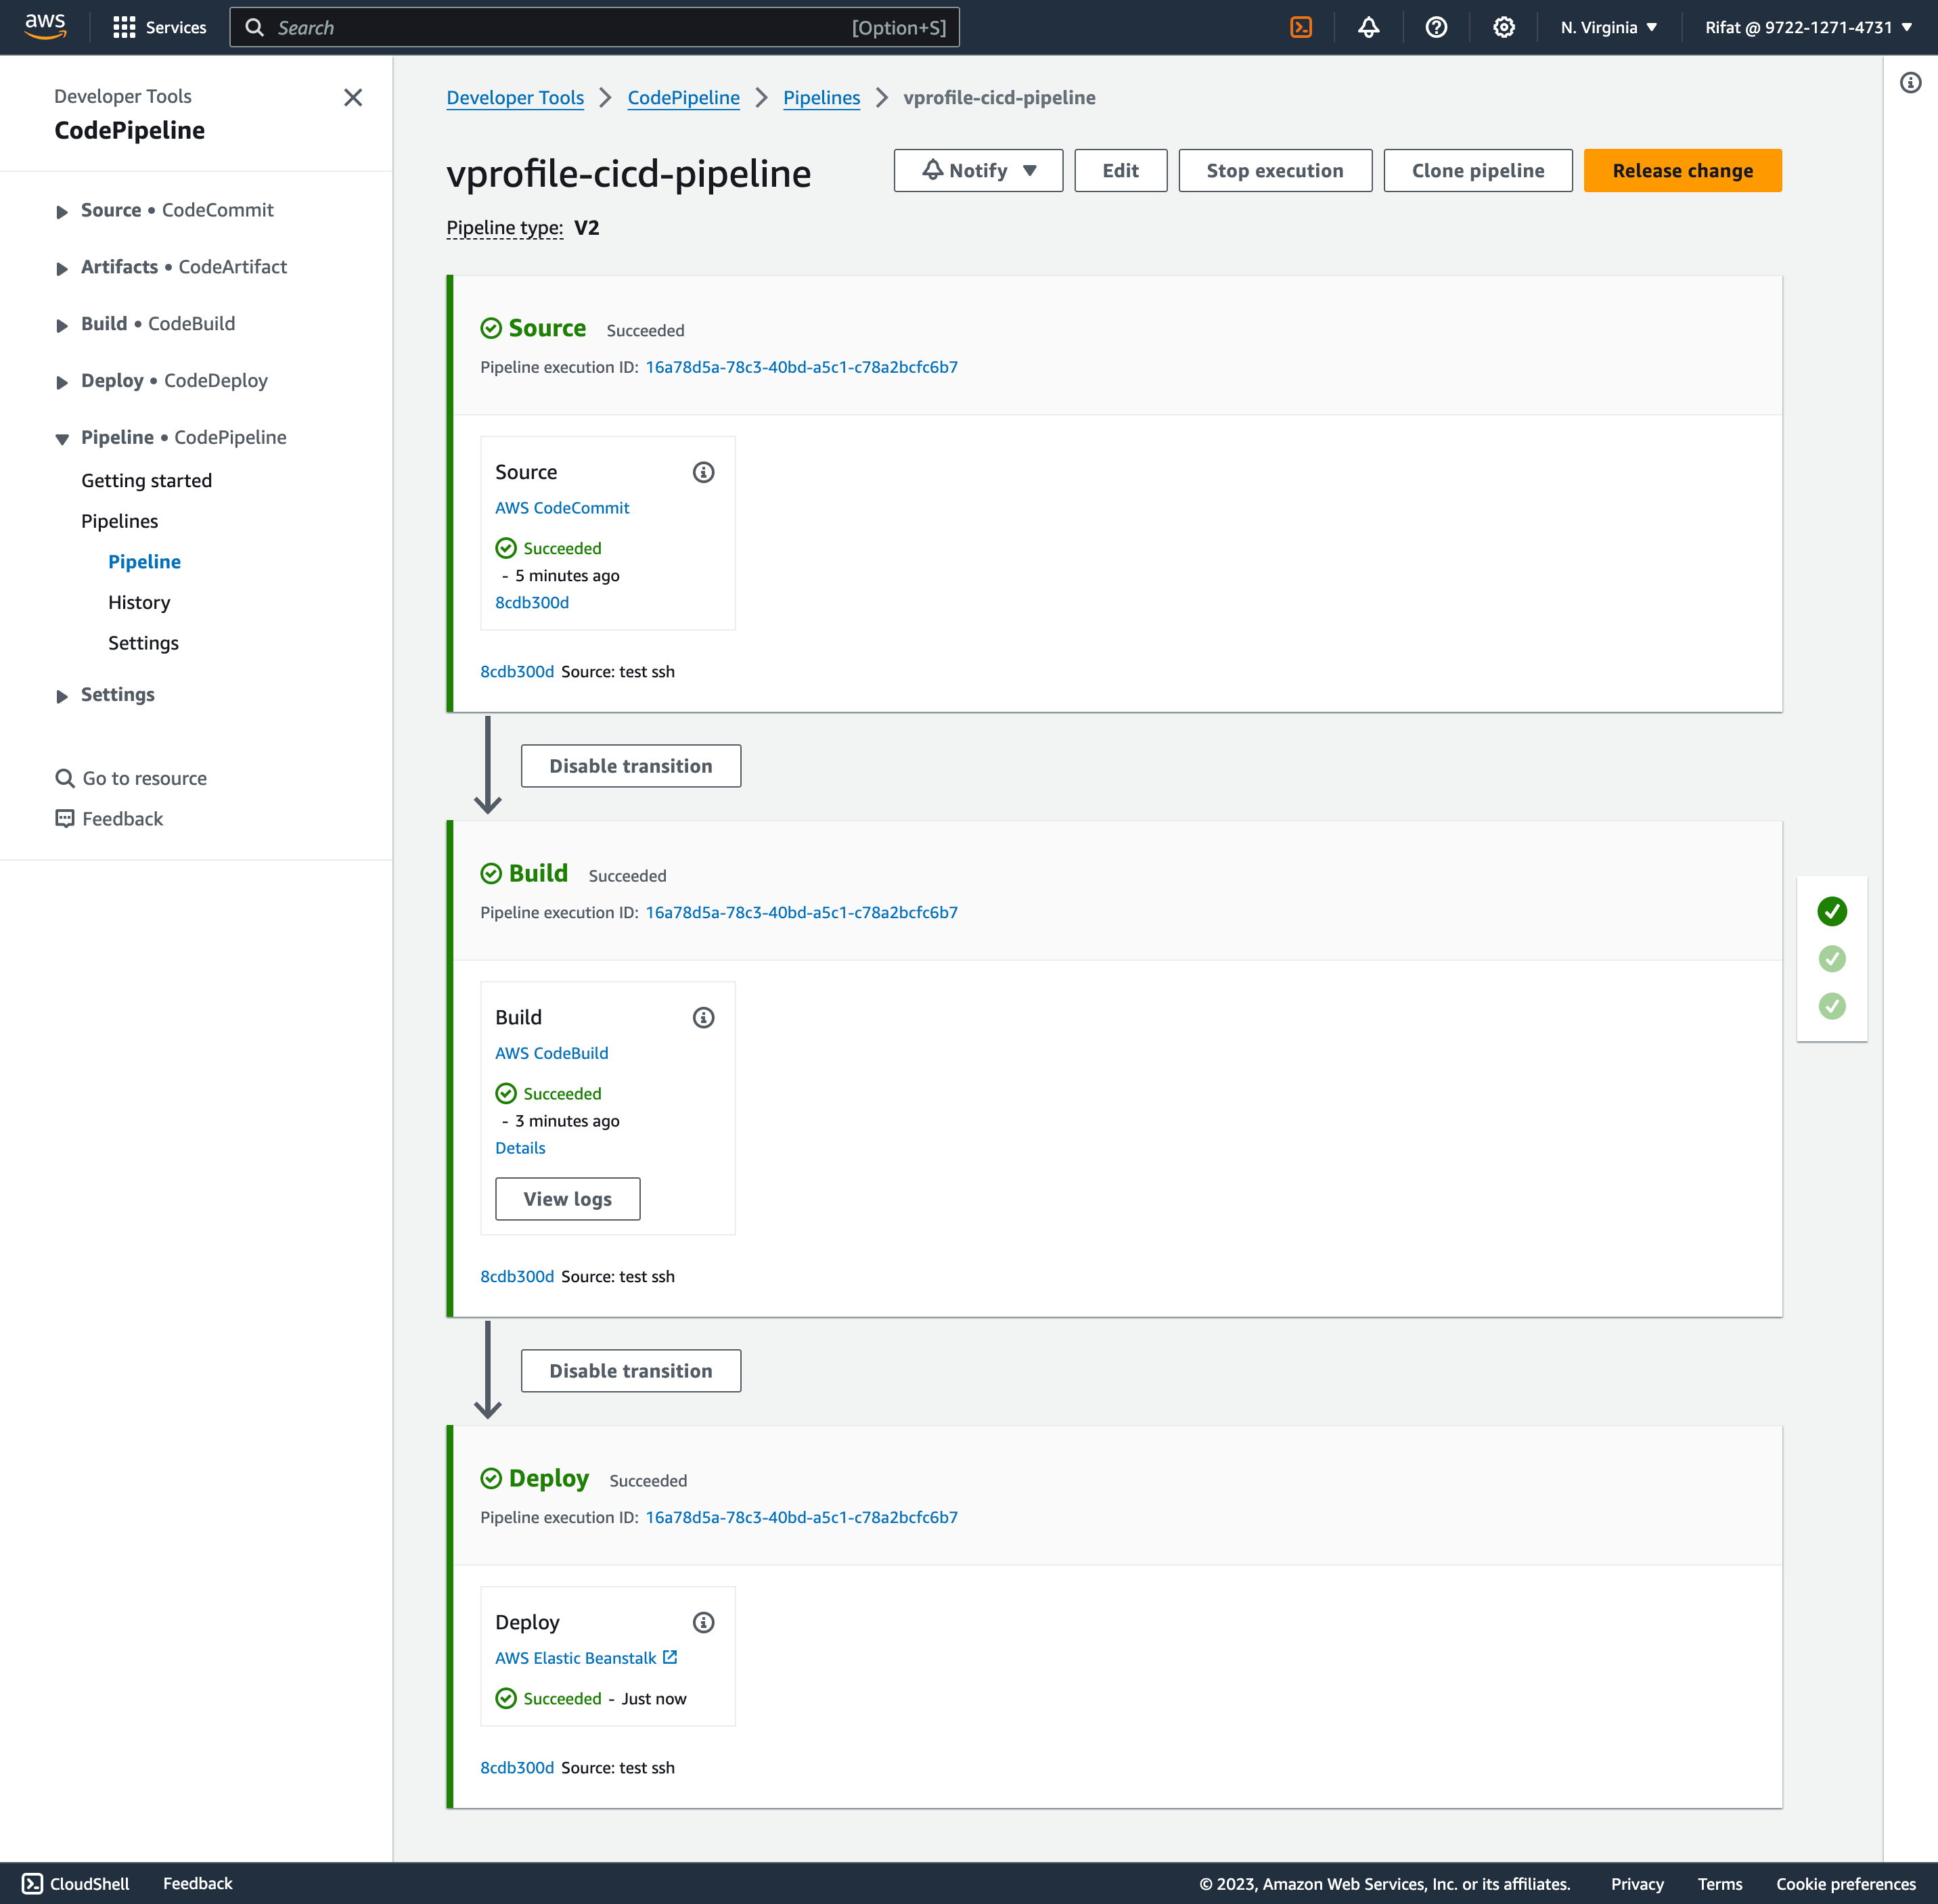 aws
Services
Search [Option+S]
N. Virginia
Rifat @ 9722-1271-4731
Developer Tools
CodePipeline
Source • CodeCommit
Artifacts • CodeArtifact
Build • CodeBuild
Deploy • CodeDeploy
Pipeline • CodePipeline
Getting started
Pipelines
Pipeline
History
Settings
Settings
Go to resource
Feedback
Developer Tools > CodePipeline > Pipelines > vprofile-cicd-pipeline
vprofile-cicd-pipeline
Notify
Edit
Stop execution
Clone pipeline
Release change
Pipeline type: V2
Source Succeeded
Pipeline execution ID: 16a78d5a-78c3-40bd-a5c1-c78a2bcfc6b7
Source
AWS CodeCommit
Succeeded
- 5 minutes ago
8cdb300d
8cdb300d Source: test ssh
Disable transition
Build Succeeded
Pipeline execution ID: 16a78d5a-78c3-40bd-a5c1-c78a2bcfc6b7
Build
AWS CodeBuild
Succeeded
- 3 minutes ago
Details
View logs
8cdb300d Source: test ssh
Disable transition
Deploy Succeeded
Pipeline execution ID: 16a78d5a-78c3-40bd-a5c1-c78a2bcfc6b7
Deploy
AWS Elastic Beanstalk
Succeeded - Just now
8cdb300d Source: test ssh
CloudShell
Feedback
© 2023, Amazon Web Services, Inc. or its affiliates.
Privacy
Terms
Cookie preferences